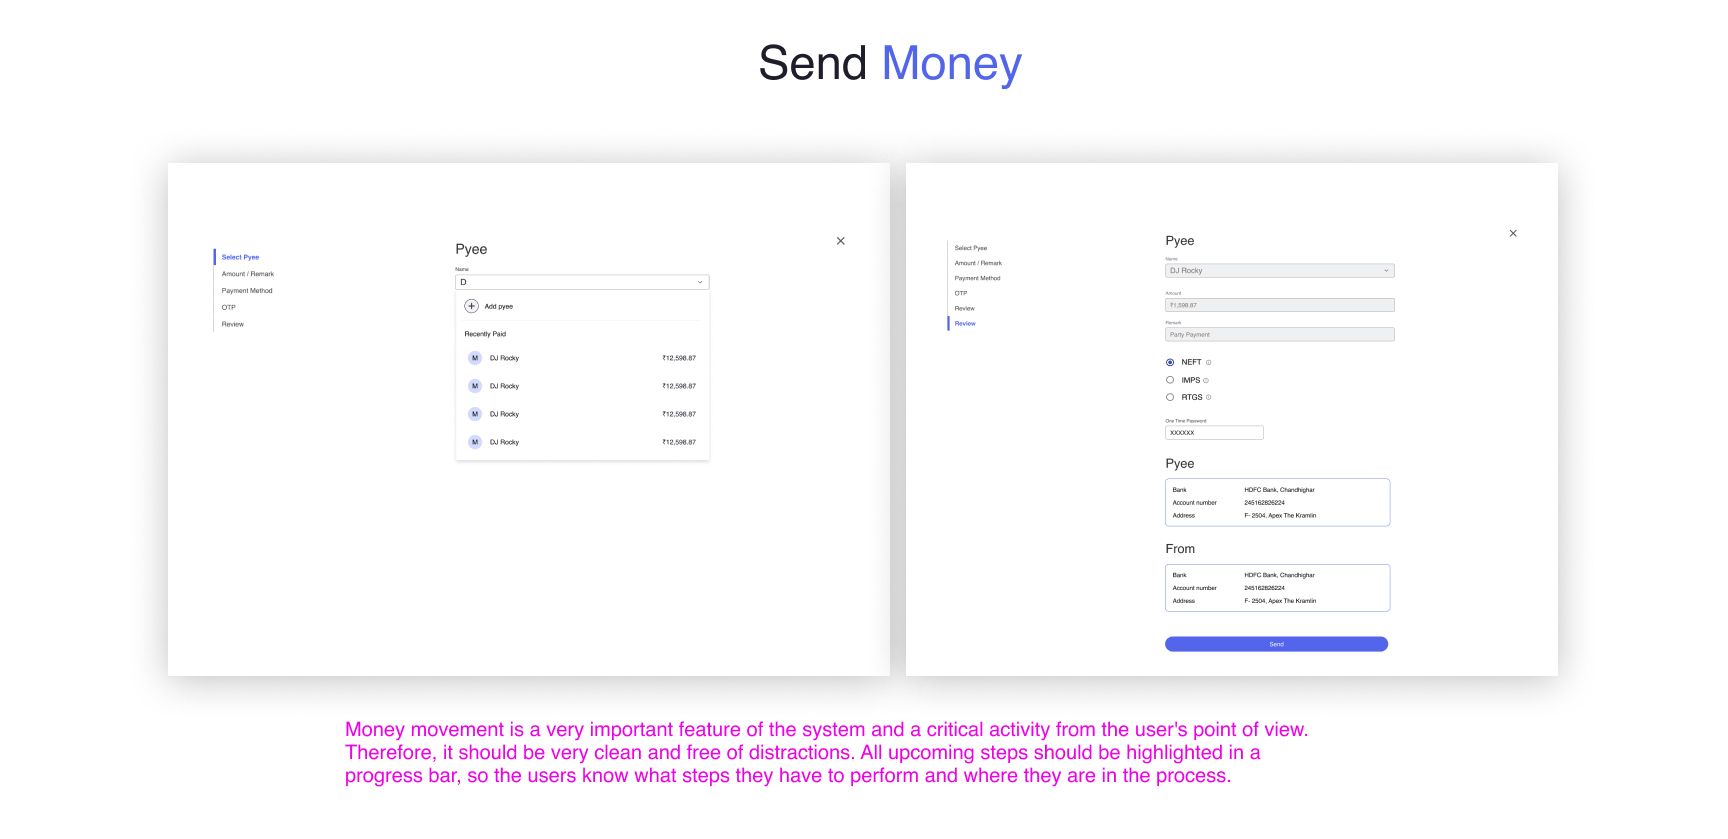 Send Money
Select Pyee
Amount / Remark
Payment Method
OTP
Review
Pyee
Name
D
Add pyee
Recently Paid
M DJ Rocky ₹12,598.87
M DJ Rocky ₹12,598.87
M DJ Rocky ₹12,598.87
M DJ Rocky ₹12,598.87
Select Pyee
Amount / Remark
Payment Method
OTP
Review
Review
Pyee
Name
DJ Rocky
Amount
₹1,598.87
Remark
Party Payment
NEFT
IMPS
RTGS
One Time Password
XXXXXX
Pyee
Bank HDFC Bank, Chandhighar
Account number 245162826224
Address F- 2504, Apex The Kramlin
From
Bank HDFC Bank, Chandhighar
Account number 245162826224
Address F- 2504, Apex The Kramlin
Send
Money movement is a very important feature of the system and a critical activity from the user's point of view.
Therefore, it should be very clean and free of distractions. All upcoming steps should be highlighted in a
progress bar, so the users know what steps they have to perform and where they are in the process.